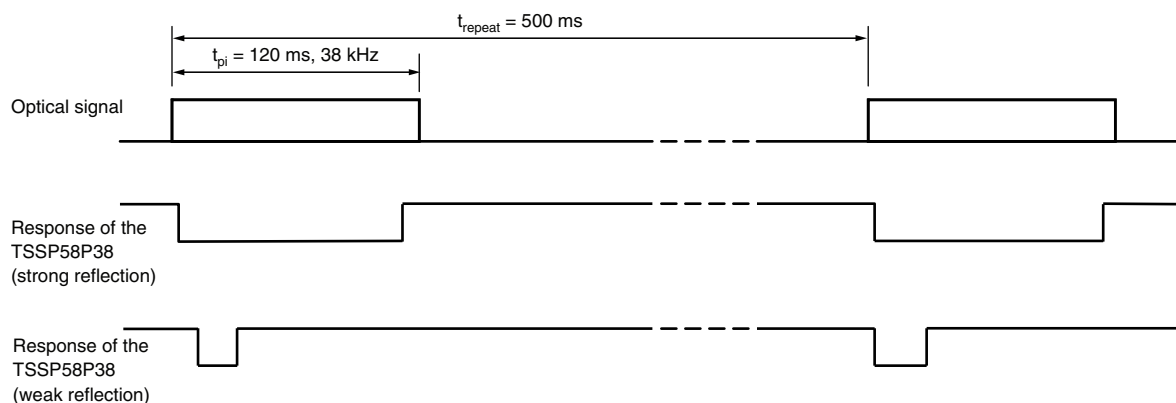 t_repeat = 500 ms
t_pi = 120 ms, 38 kHz
Optical signal
Response of the
TSSP58P38
(strong reflection)
Response of the
TSSP58P38
(weak reflection)